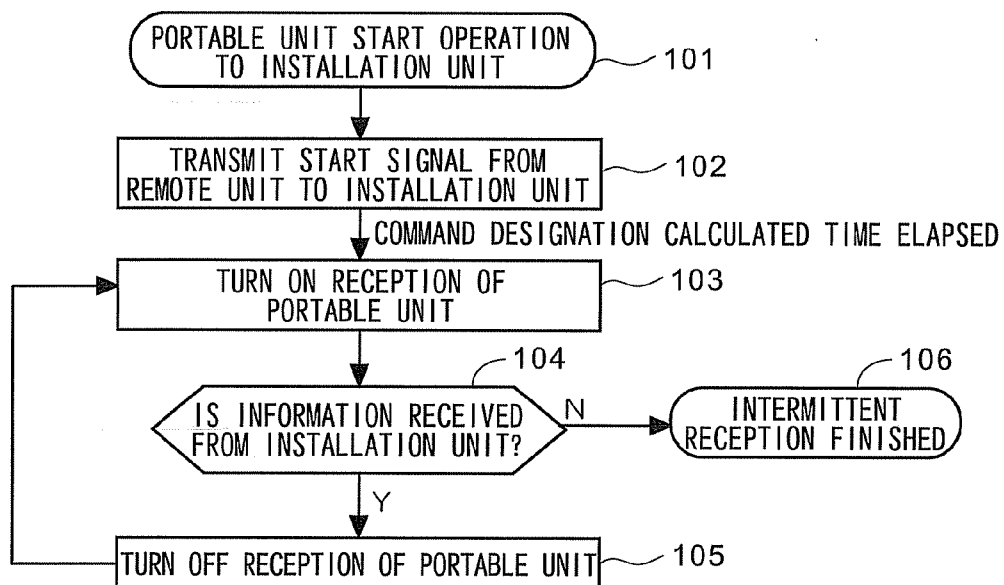 PORTABLE UNIT START OPERATION
TO INSTALLATION UNIT
101
TRANSMIT START SIGNAL FROM
REMOTE UNIT TO INSTALLATION UNIT
102
COMMAND DESIGNATION CALCULATED TIME ELAPSED
TURN ON RECEPTION OF
PORTABLE UNIT
103
104
IS INFORMATION RECEIVED
FROM INSTALLATION UNIT?
N
106
INTERMITTENT
RECEPTION FINISHED
Y
TURN OFF RECEPTION OF PORTABLE UNIT
105